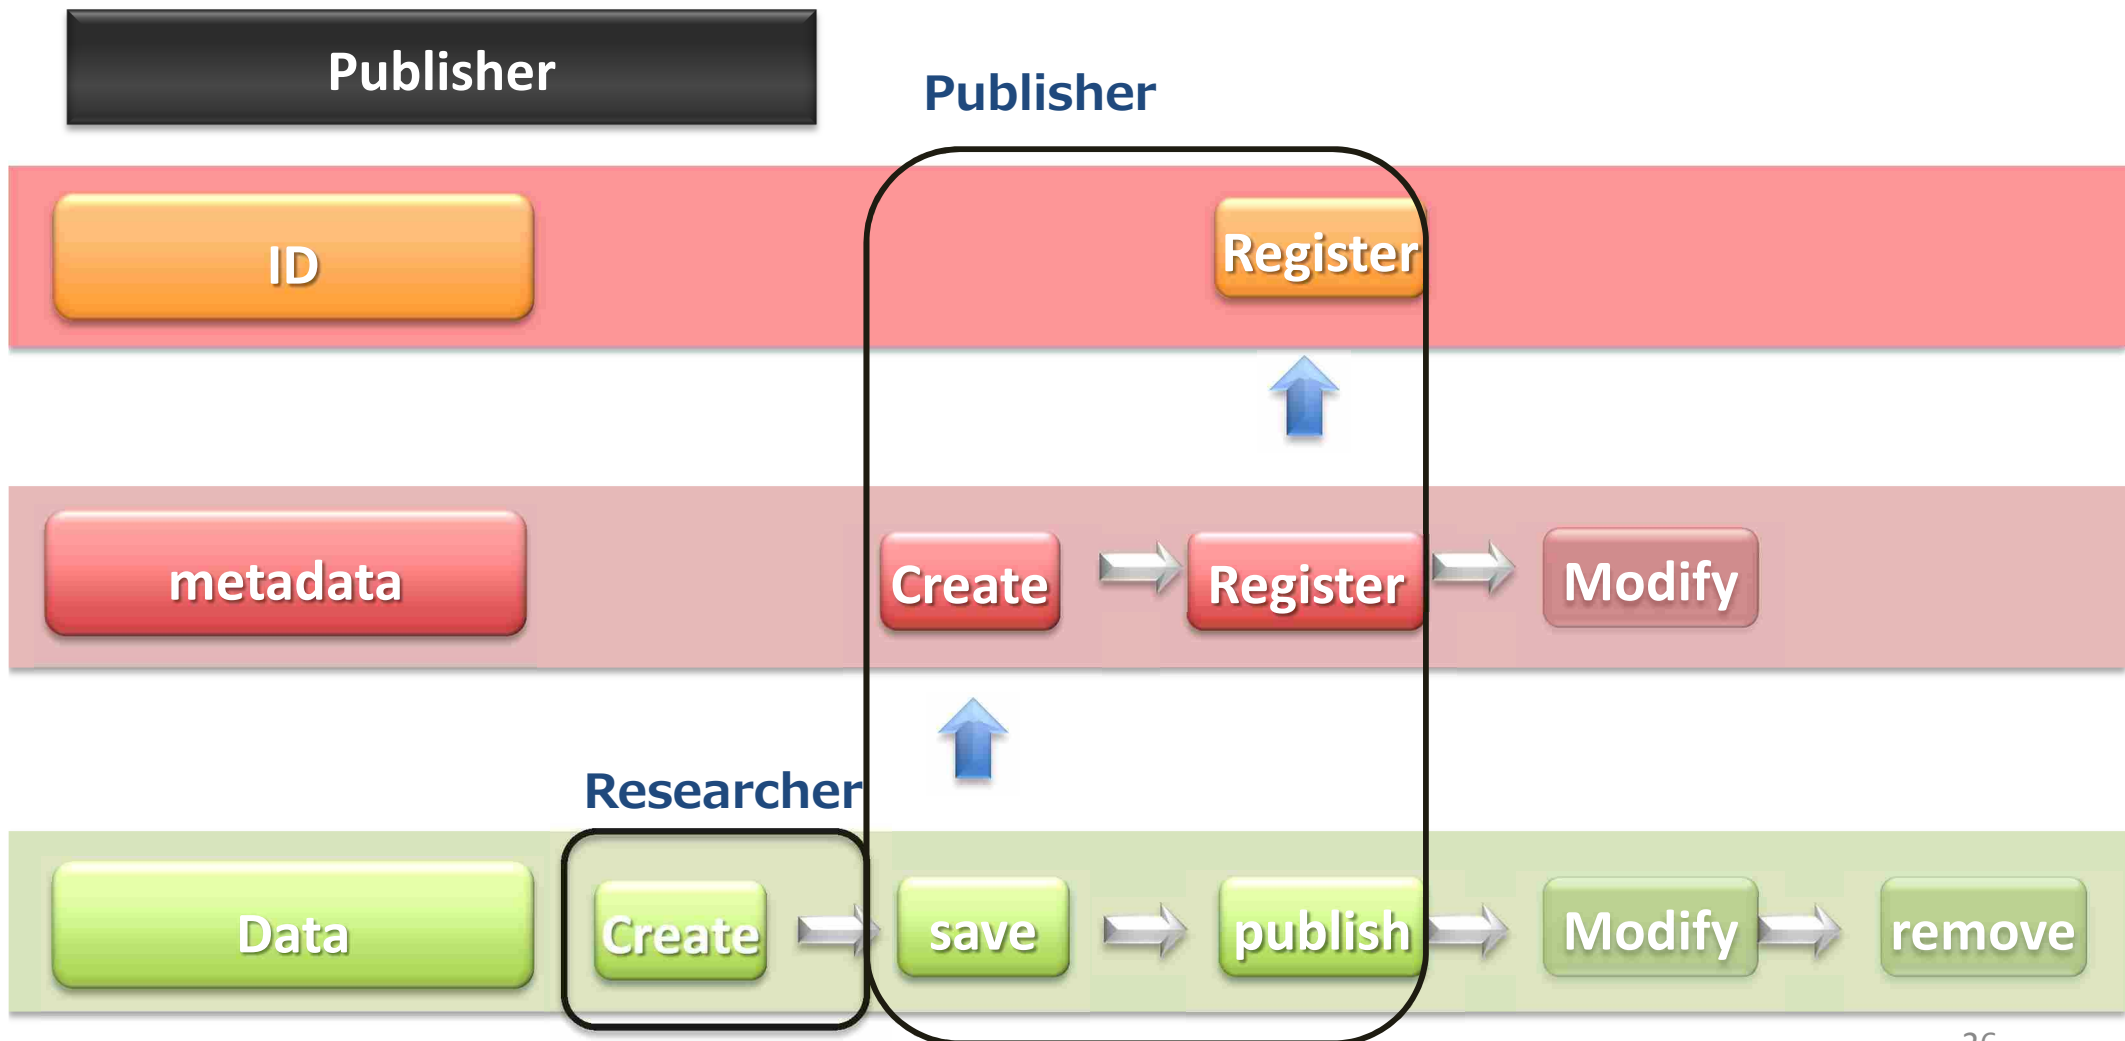 Publisher
Publisher
ID
Register
metadata
Create
Register
Modify
Researcher
Data
Create
save
publish
Modify
remove